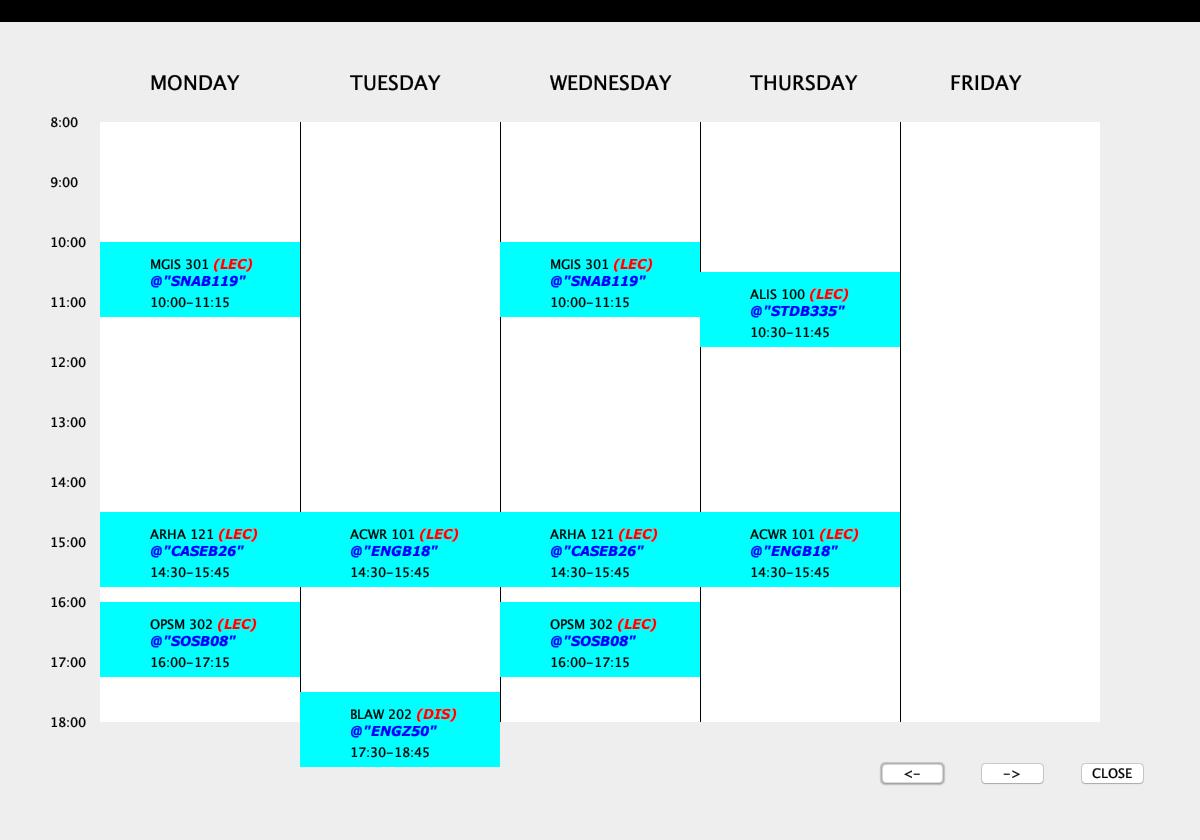 MONDAY TUESDAY WEDNESDAY THURSDAY FRIDAY
8:00
9:00
10:00
MGIS 301 (LEC)
@"SNAB119"
10:00-11:15
MGIS 301 (LEC)
@"SNAB119"
10:00-11:15
ALIS 100 (LEC)
@"STDB335"
10:30-11:45
11:00
12:00
13:00
14:00
ARHA 121 (LEC)
@"CASEB26"
14:30-15:45
ACWR 101 (LEC)
@"ENGB18"
14:30-15:45
ARHA 121 (LEC)
@"CASEB26"
14:30-15:45
ACWR 101 (LEC)
@"ENGB18"
14:30-15:45
15:00
16:00
OPSM 302 (LEC)
@"SOSB08"
16:00-17:15
OPSM 302 (LEC)
@"SOSB08"
16:00-17:15
17:00
BLAW 202 (DIS)
@"ENGZ50"
17:30-18:45
18:00
<- -> CLOSE